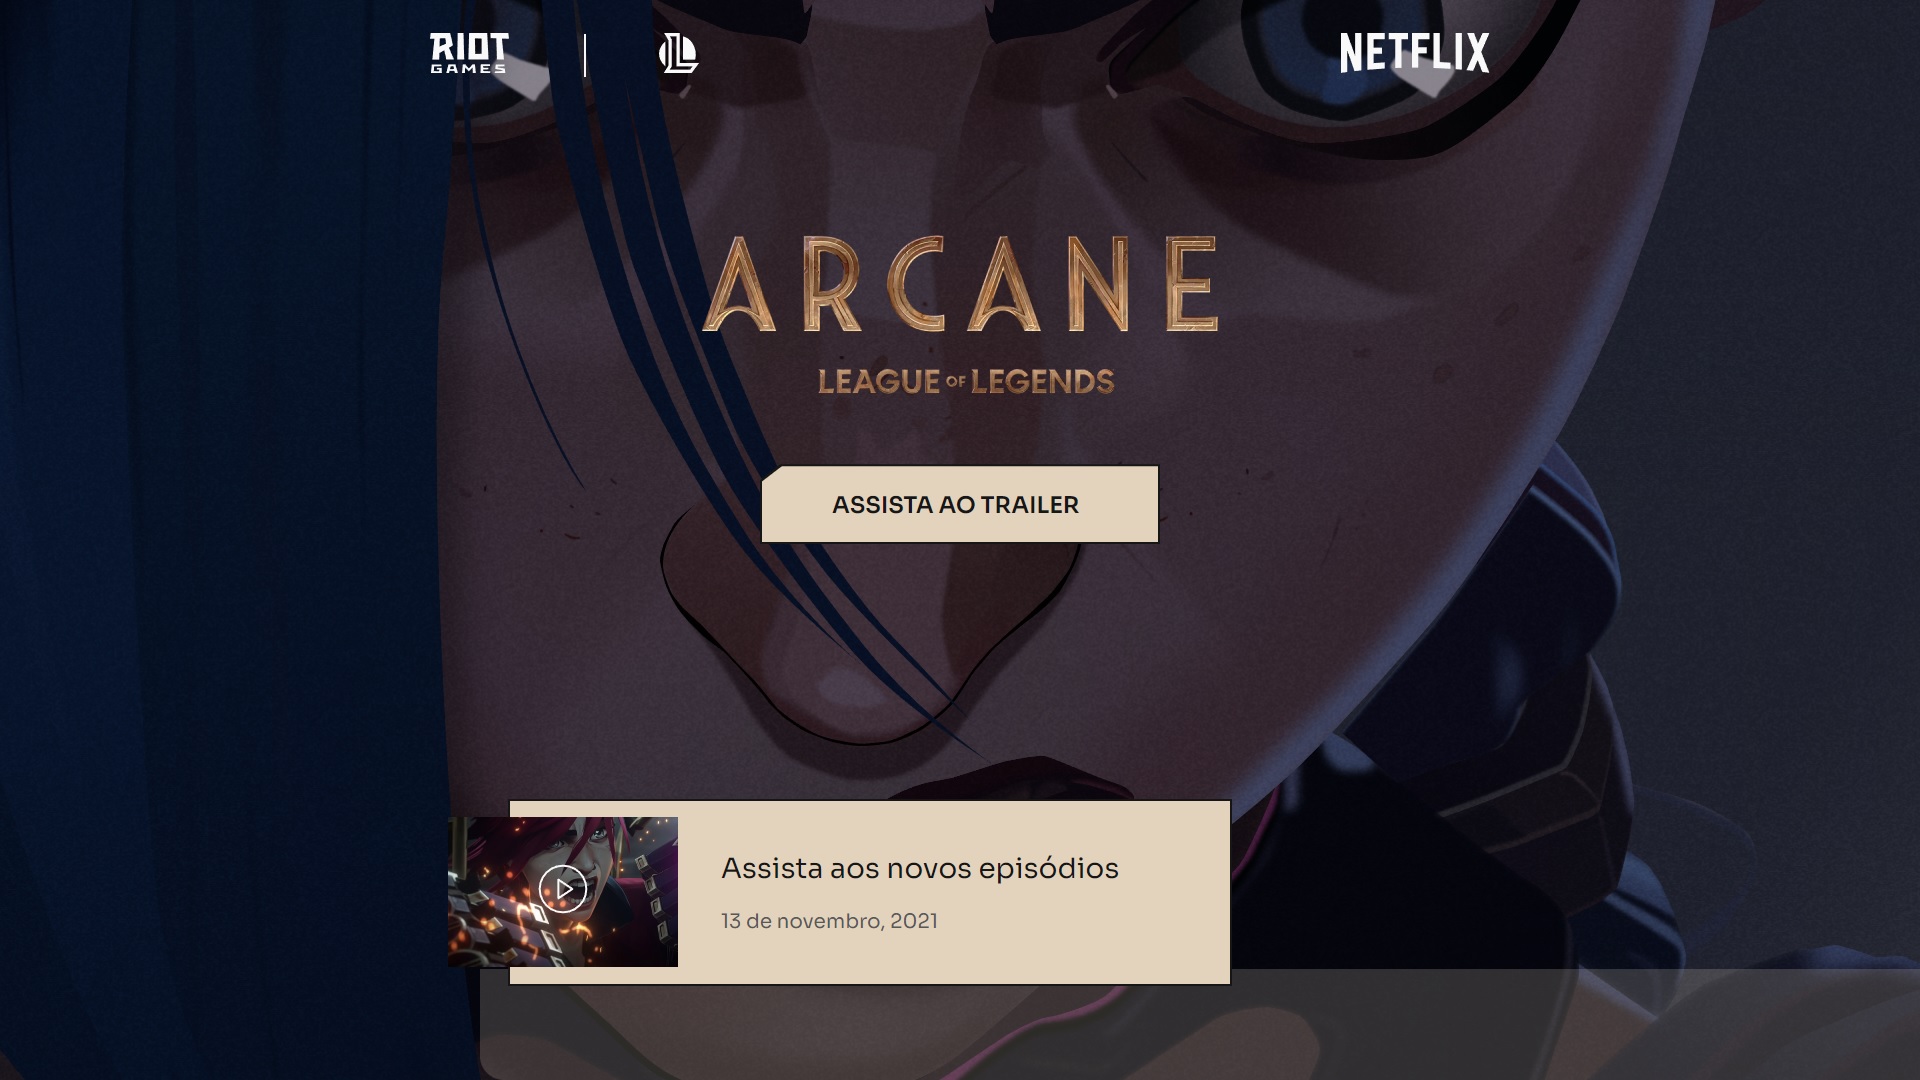 RIOT
GAMES
NETFLIX
ARCANE
LEAGUE OF LEGENDS
ASSISTA AO TRAILER
Assista aos novos episódios
13 de novembro, 2021